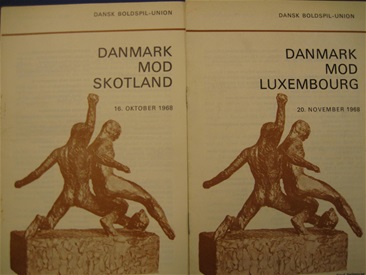 DANSK BOLDSPIL-UNION
DANMARK
MOD
SKOTLAND
16. OKTOBER 1968
DANSK BOLDSPIL-UNION
DANMARK
MOD
LUXEMBOURG
20. NOVEMBER 1968